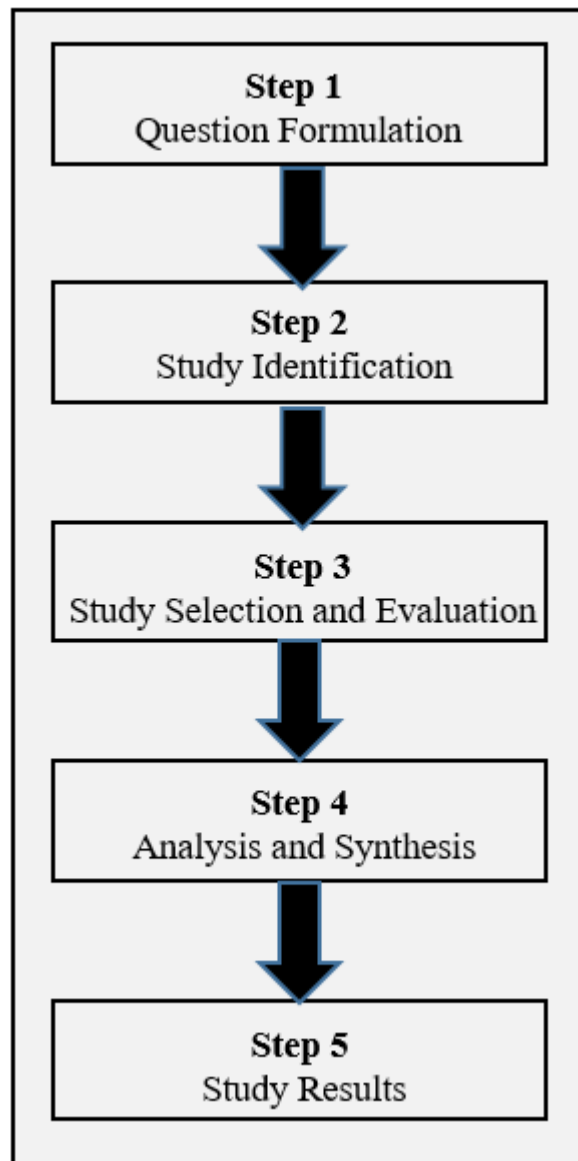 Step 1
Question Formulation
Step 2
Study Identification
Step 3
Study Selection and Evaluation
Step 4
Analysis and Synthesis
Step 5
Study Results